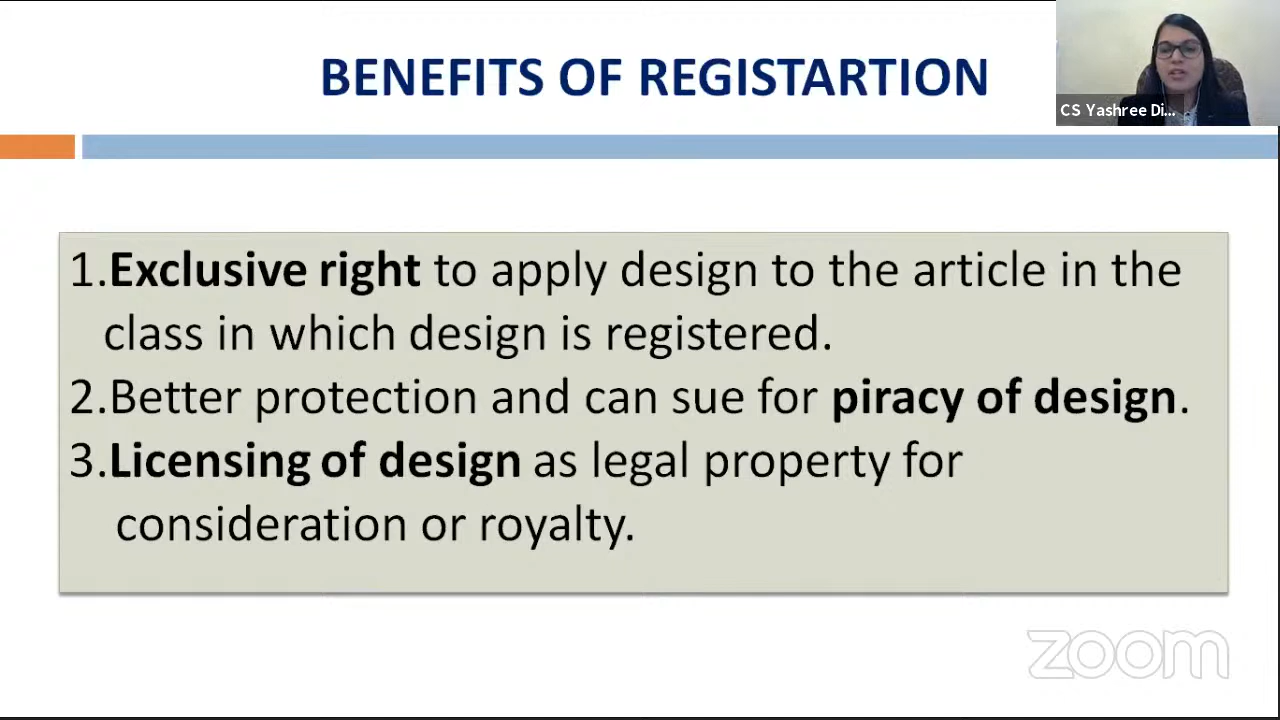 BENEFITS OF REGISTARTION
CS Yashree Di...
1.Exclusive right to apply design to the article in the
class in which design is registered.
2.Better protection and can sue for piracy of design.
3.Licensing of design as legal property for
consideration or royalty.
zoom